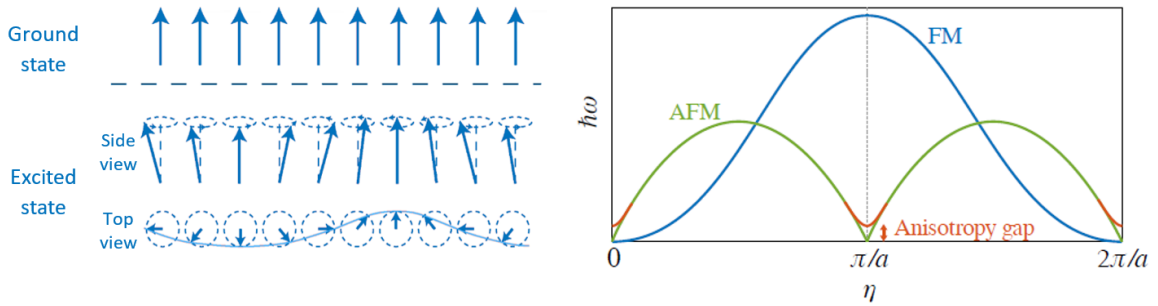 Ground
state
Side
view
Excited
state
Top
view
ħω
FM
AFM
Anisotropy gap
0
π/a
2π/a
η